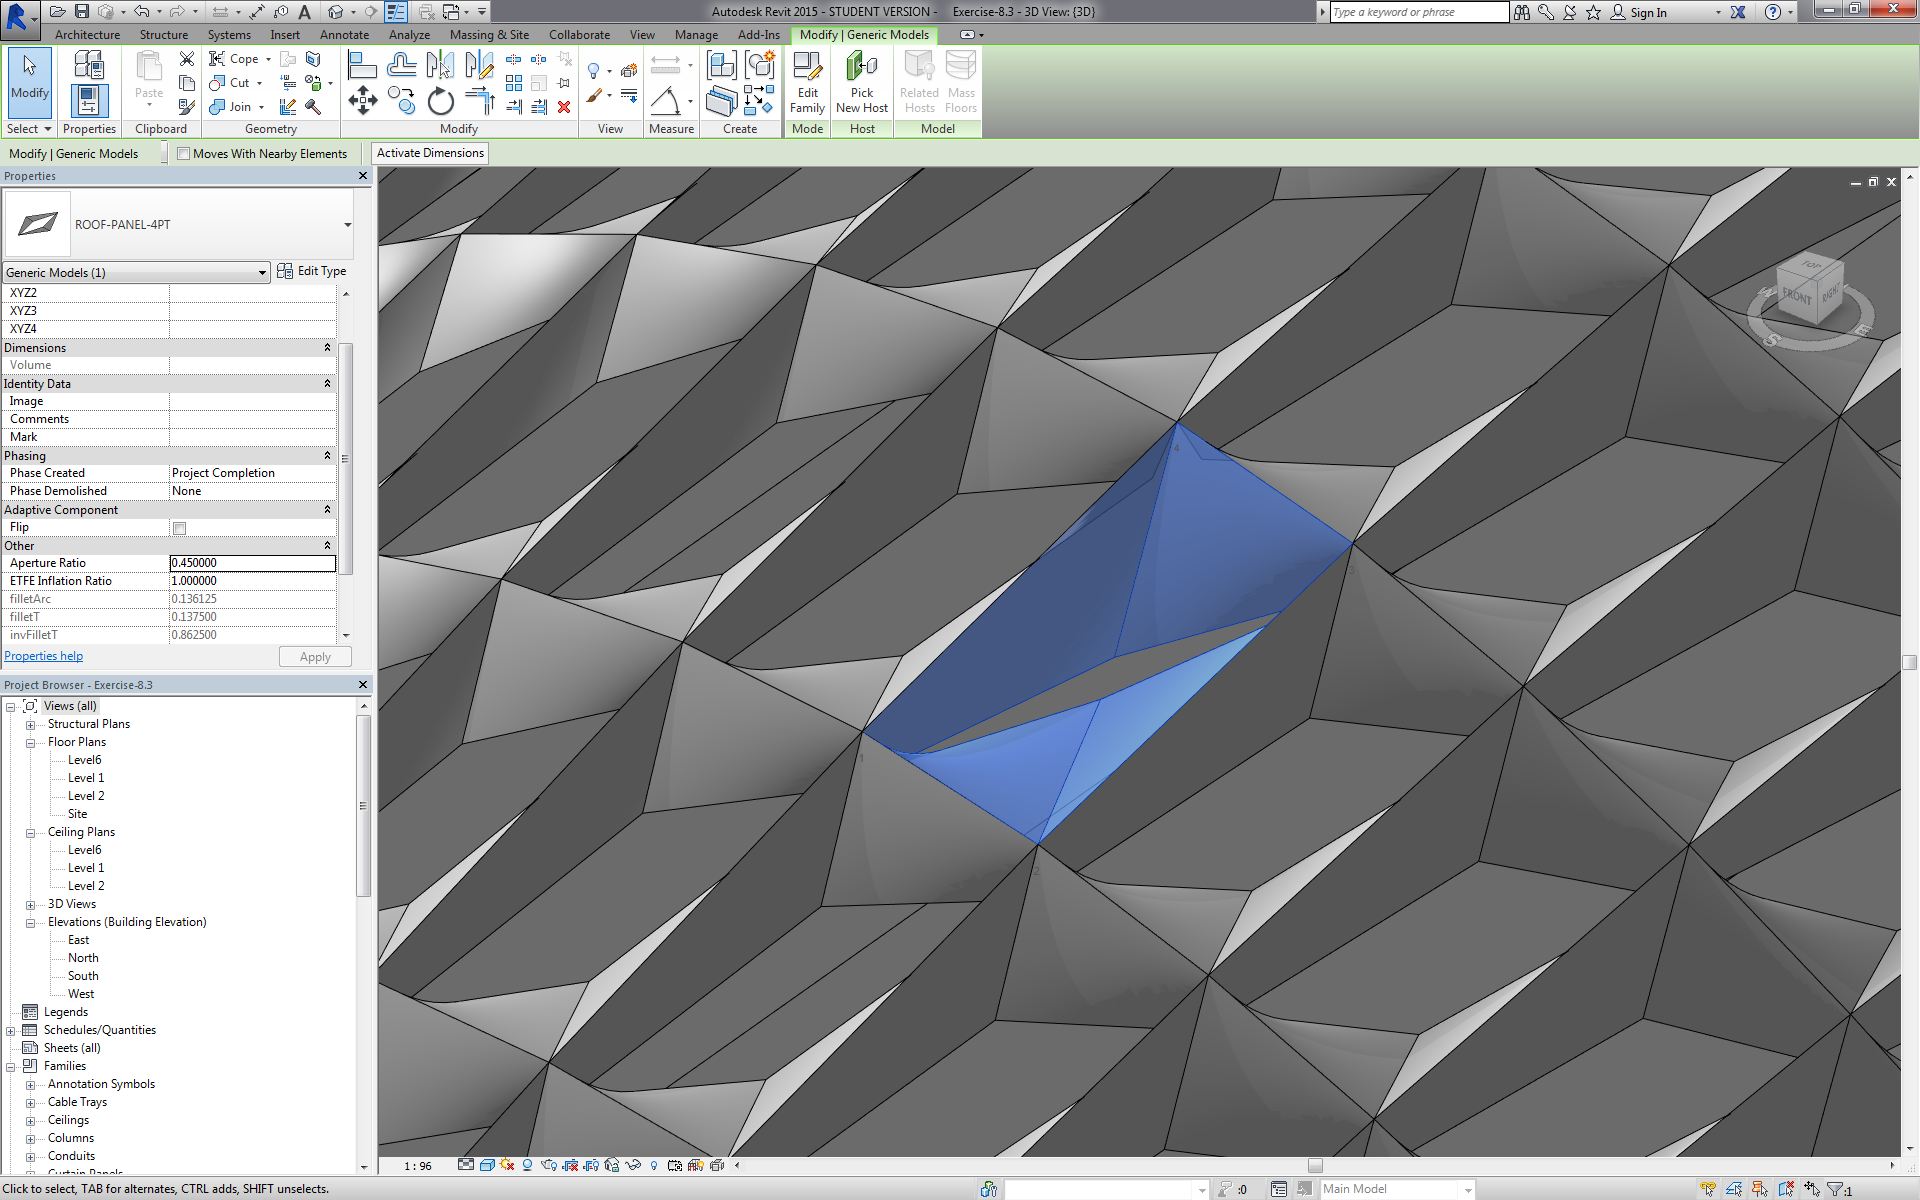 Autodesk Revit 2015 - STUDENT VERSION - Exercise-8.3 - 3D View: {3D}
Type a keyword or phrase
Sign In
Architecture Structure Systems Insert Annotate Analyze Massing & Site Collaborate View Manage Add-Ins Modify | Generic Models
Modify
Paste
Cope
Cut
Join
Edit Family
Pick New Host
Related Hosts
Mass Floors
Select Properties Clipboard Geometry Modify View Measure Create Mode Host Model
Modify | Generic Models
Moves With Nearby Elements
Activate Dimensions
Properties
ROOF-PANEL-4PT
Generic Models (1)
Edit Type
XYZ2
XYZ3
XYZ4
Dimensions
Volume
Identity Data
Image
Comments
Mark
Phasing
Phase Created Project Completion
Phase Demolished None
Adaptive Component
Flip
Other
Aperture Ratio 0.450000
ETFE Inflation Ratio 1.000000
filletArc 0.136125
filletT 0.137500
invFilletT 0.862500
Properties help
Apply
Project Browser - Exercise-8.3
Views (all)
Structural Plans
Floor Plans
Level6
Level 1
Level 2
Site
Ceiling Plans
Level6
Level 1
Level 2
3D Views
Elevations (Building Elevation)
East
North
South
West
Legends
Schedules/Quantities
Sheets (all)
Families
Annotation Symbols
Cable Trays
Ceilings
Columns
Conduits
Curtain Panels
TOP
FRONT
RIGHT
W
S
E
4
3
1
2
1 : 96
Click to select, TAB for alternates, CTRL adds, SHIFT unselects.
:0
Main Model
:1